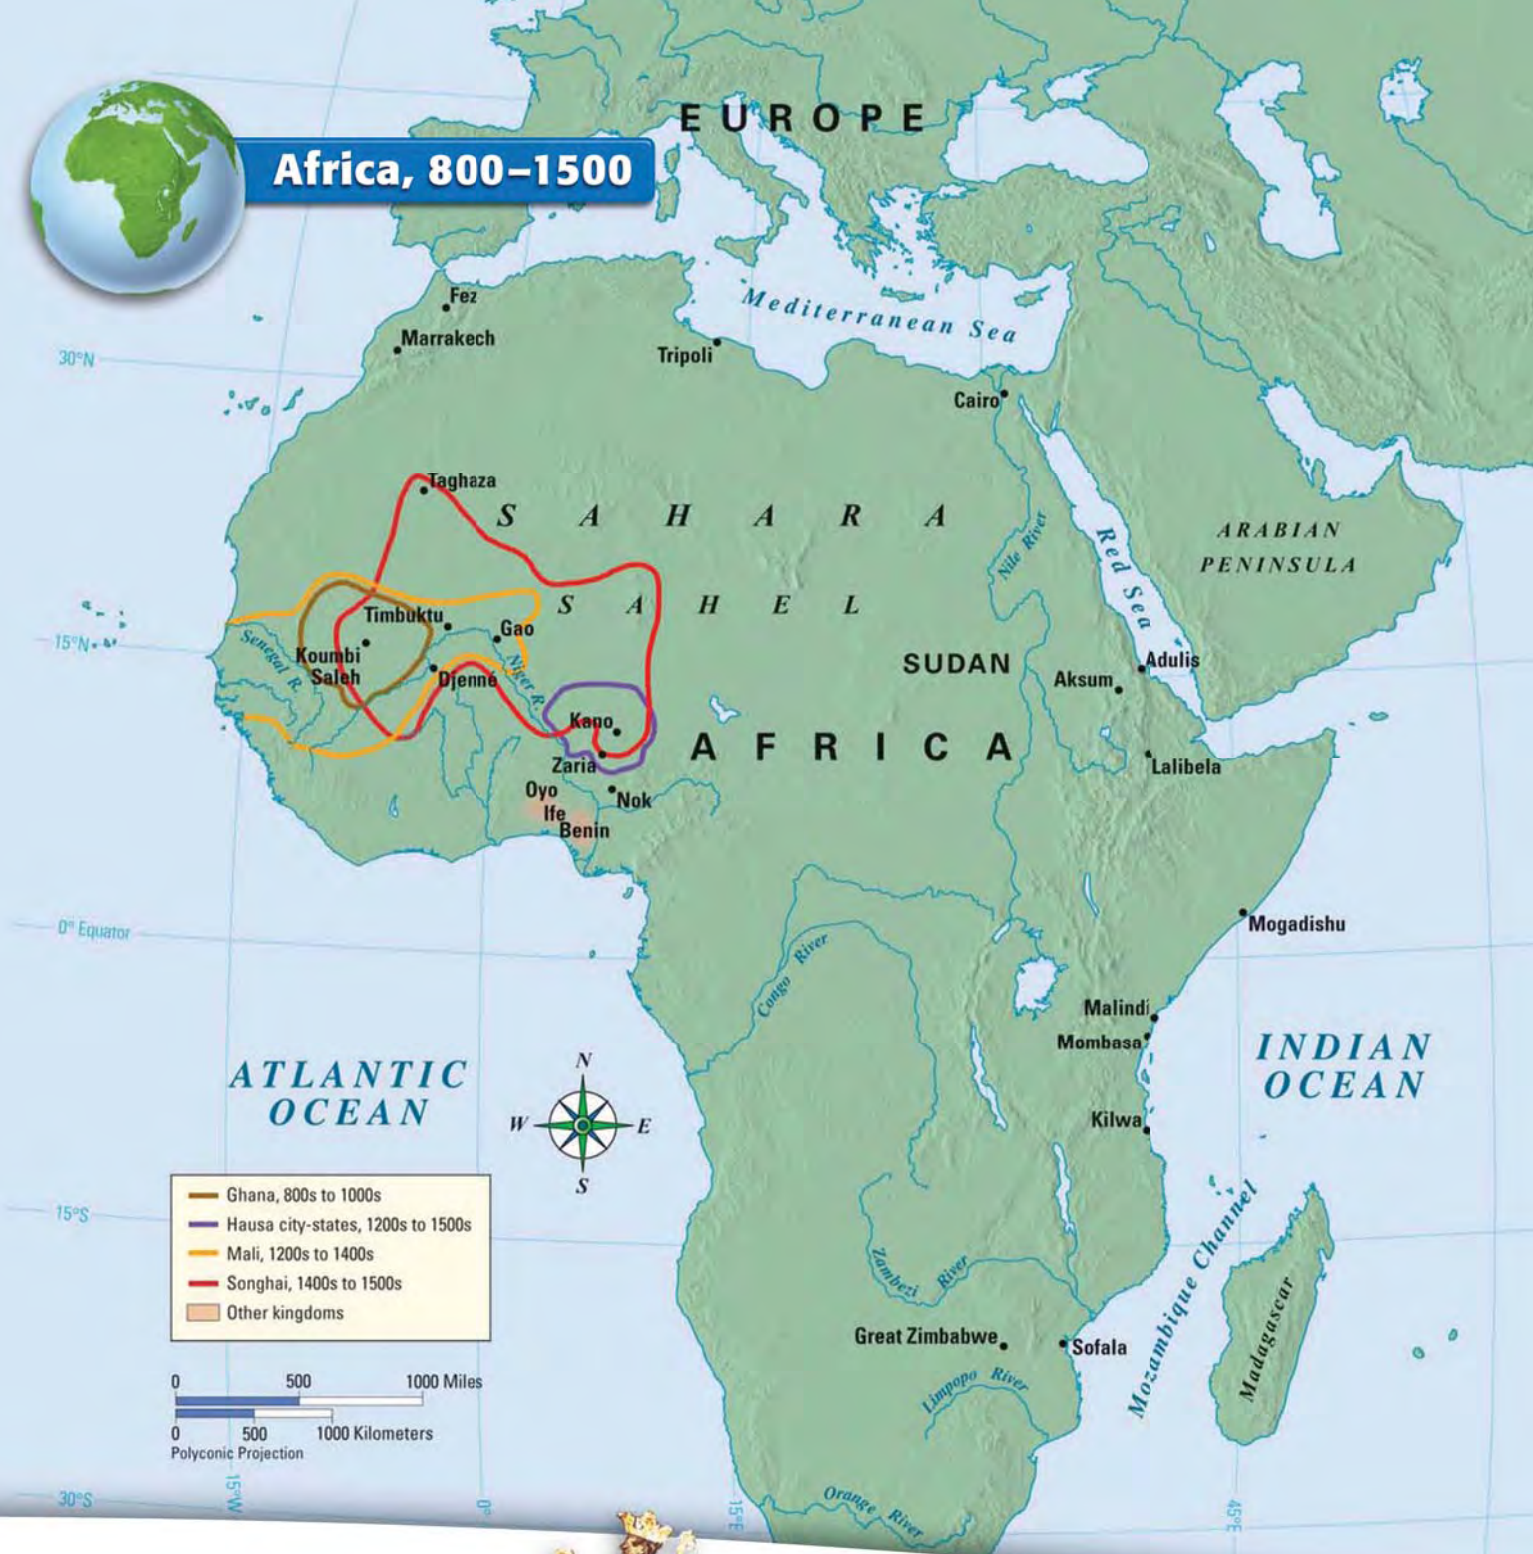 EUROPE
Africa, 800–1500
Fez
Mediterranean Sea
Marrakech
30°N
Tripoli
Cairo
Taghaza
SAHARA
Nile River
Red Sea
ARABIAN
PENINSULA
SAHEL
Timbuktu
Gao
15°N
Senegal R.
Koumbi
Saleh
Djenné
Niger R.
SUDAN
Adulis
Aksum
Kano
AFRICA
Zaria
Lalibela
Oyo
Nok
Ife
Benin
Mogadishu
0° Equator
Congo River
Malindi
Mombasa
ATLANTIC
OCEAN
INDIAN
OCEAN
N
W
E
S
Kilwa
Ghana, 800s to 1000s
Hausa city-states, 1200s to 1500s
Mali, 1200s to 1400s
Songhai, 1400s to 1500s
Other kingdoms
15°S
Mozambique Channel
Zambezi River
Madagascar
Great Zimbabwe
Sofala
Limpopo River
0 500 1000 Miles
0 500 1000 Kilometers
Polyconic Projection
30°S
15°W
0°
15°E
45°E
Orange River